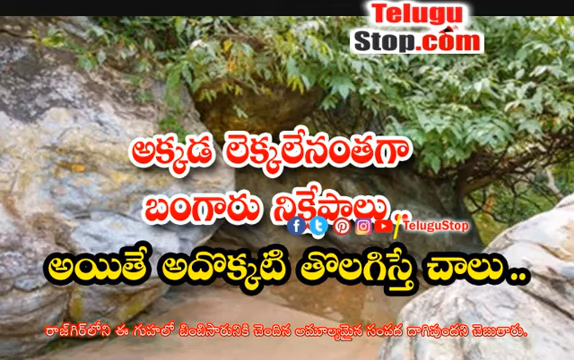 Telugu
Stop.com
అక్కడ లెక్కలేనంతగా
బంగారు నిక్షేపాలు..
/TeluguStop
అయితే అదొక్కటి తొలగిస్తే చాలు..
రాజ్‌గిర్‌లోని ఈ గుహలో బింబిసారునికి చెందిన అమూల్యమైన సంపద దాగివుందని చెబుతారు.